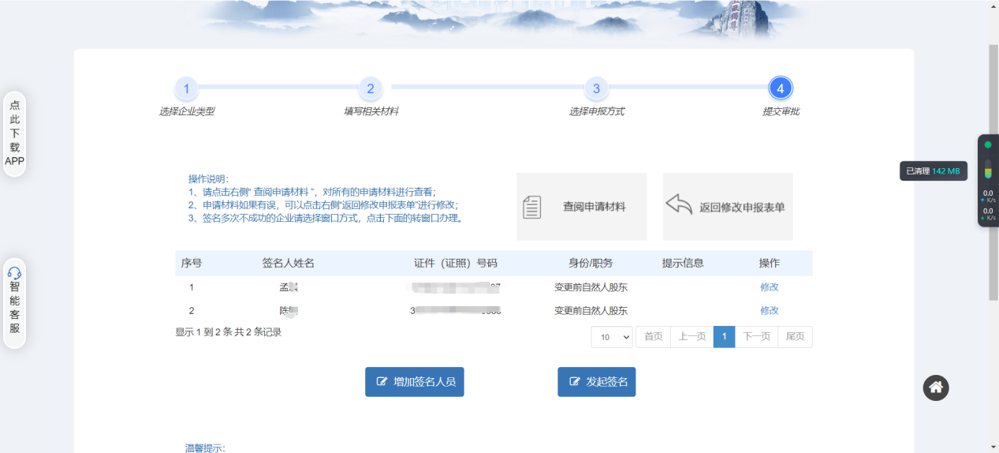 独尊
1
2
3
4
选择企业类型
填写相关材料
选择申报方式
提交审批
点此下载APP
已清理 142 MB
0.0
K/s
0.0
K/s
操作说明：
1、请点击右侧“ 查阅申请材料 ”，对所有的申请材料进行查看；
2、申请材料如果有误，可以点击右侧“返回修改申报表单”进行修改；
3、签名多次不成功的企业请选择窗口方式，点击下面的转窗口办理。
查阅申请材料
返回修改申报表单
序号 签名人姓名 证件（证照）号码 身份/职务 提示信息 操作
1 孟 变更前自然人股东 修改
2 陈 3 变更前自然人股东 修改
显示 1 到 2 条 共 2 条记录
10 首页 上一页 1 下一页 尾页
智能客服
增加签名人员
发起签名
温馨提示：